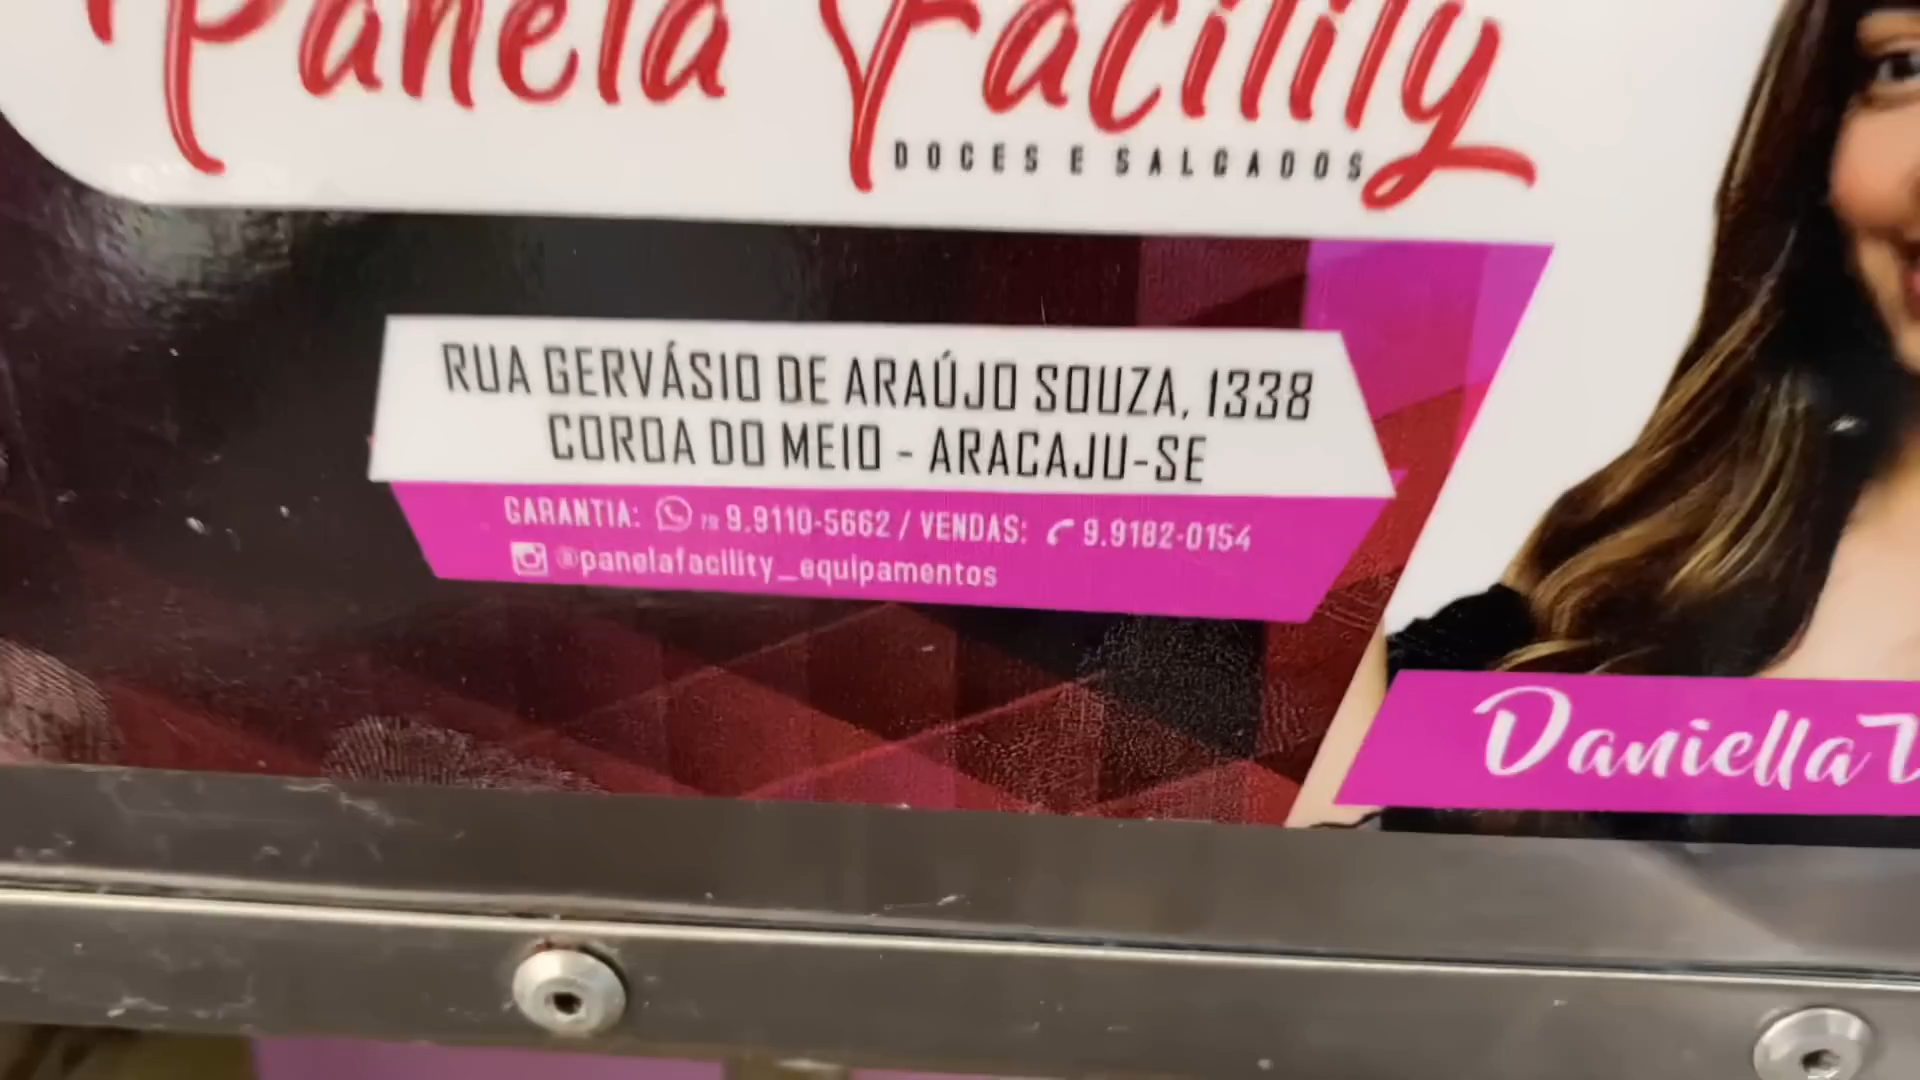 Panela Facilily
DOCES E SALGADOS
RUA GERVÁSIO DE ARAÚJO SOUZA, 1338
COROA DO MEIO - ARACAJU-SE
GARANTIA: 79 9.9110-5662 / VENDAS: 9.9182-0154
@panelafacility_equipamentos
Daniella